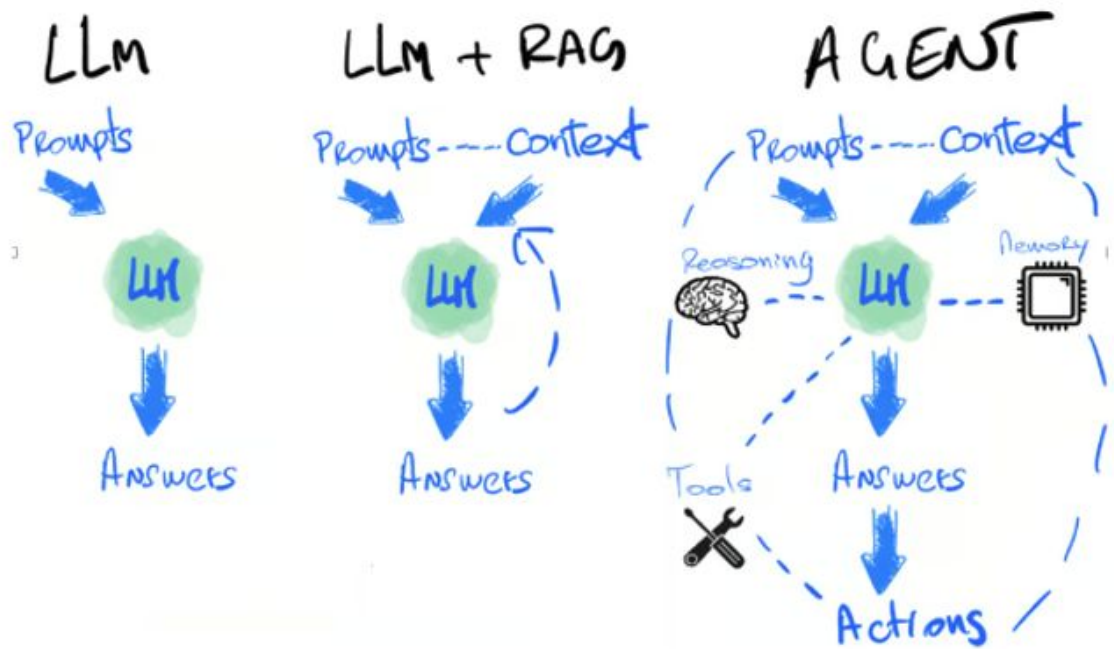 LLM
Prompts
LLM
Answers
LLM + RAG
Prompts ---- Context
LLM
Answers
AGENT
Prompts ---- Context
Reasoning
LLM
Memory
Tools
Answers
Actions